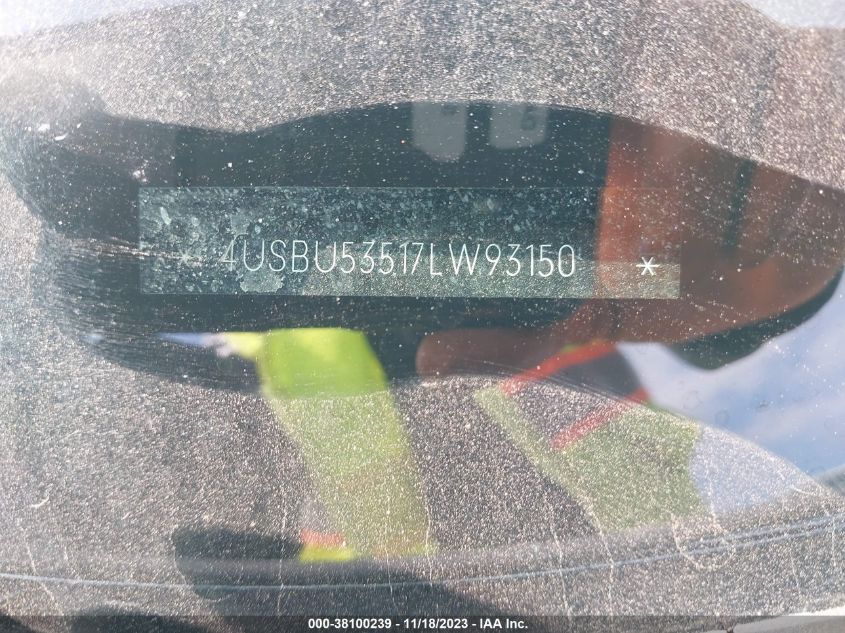 4USBU53517LW93150 *
000-38100239 - 11/18/2023 - IAA Inc.